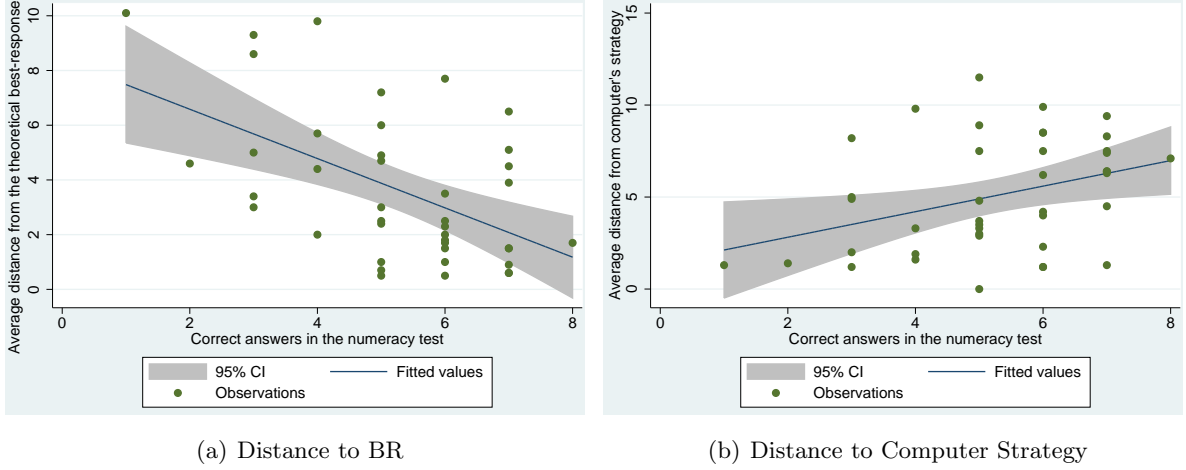 Average distance from the theoretical best-response
10
8
6
4
2
0
0 2 4 6 8
Correct answers in the numeracy test
95% CI Fitted values
Observations
(a) Distance to BR
Average distance from computer's strategy
15
10
5
0
0 2 4 6 8
Correct answers in the numeracy test
95% CI Fitted values
Observations
(b) Distance to Computer Strategy